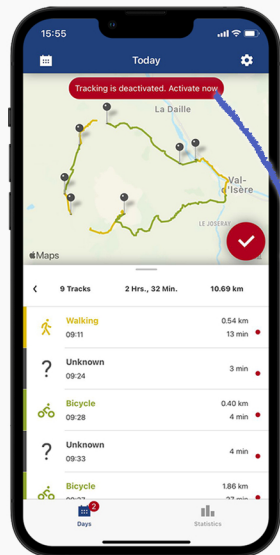 15:55
Today
Tracking is deactivated. Activate now
La Daille
Val-
d'Isère
LE JOSERAY
Maps
9 Tracks 2 Hrs., 32 Min. 10.69 km
Walking 0.54 km
09:11 13 min
Unknown
09:24 3 min
Bicycle 0.40 km
09:28 4 min
Unknown
09:33 4 min
Bicycle 1.86 km
2
Days Statistics